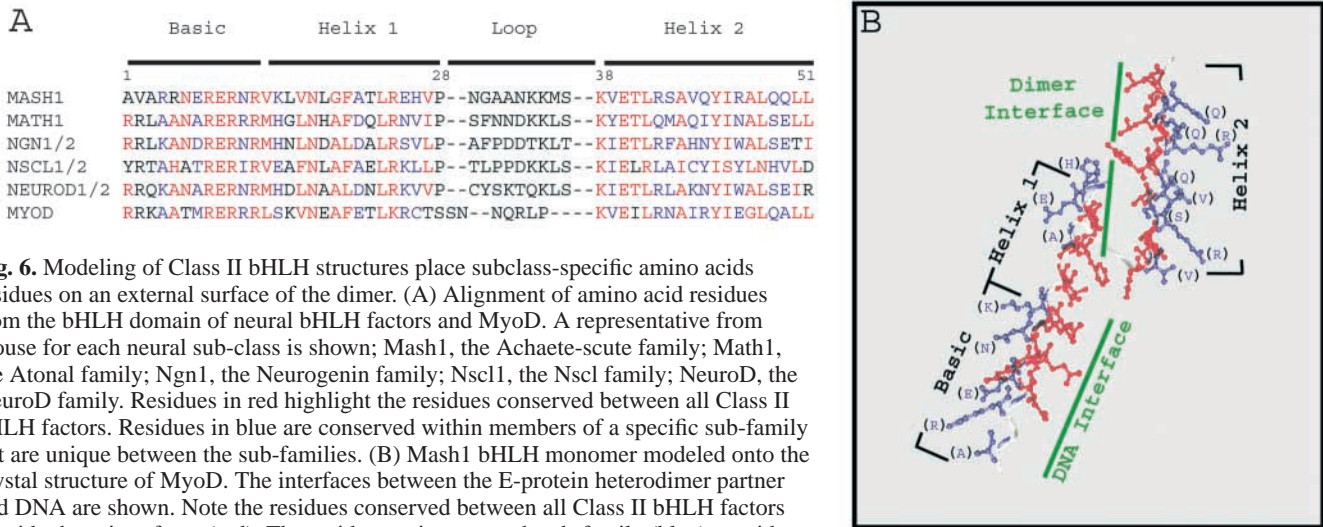 A
Basic
Helix 1
Loop
Helix 2
1 28 38 51
MASH1 AVARRNERERNRVKLVNLGFATLREHVP--NGAANKKMS--KVETLRSAVQYIRALQQLL
MATH1 RRLAANARERRRMHGLNHAFDQLRNVIP--SFNNDKKLS--KYETLQMAQIYINALSELL
NGN1/2 RRLKANDRERNRMHNLNDALDALRSVLP--APPDDTKLT--KIETLRFAHNYIWALSETI
NSCL1/2 YRTAHATRERIRVEAFNLAFAELRKLLP--TLPPDKKLS--KIELRLAICYISYLNHVLD
NEUROD1/2 RRQKANARERNRMHDLNAALDNLRKVVP--CYSKTQKLS--KIETLRLAKNYIWALSEIR
MYOD RRKAATMRERRRLSKVNEAFETLKRCTSSN--NQRLP----KVEILRNAIRYIEGLQALL
g. 6. Modeling of Class II bHLH structures place subclass-specific amino acids
sidues on an external surface of the dimer. (A) Alignment of amino acid residues
om the bHLH domain of neural bHLH factors and MyoD. A representative from
ouse for each neural sub-class is shown; Mash1, the Achaete-scute family; Math1,
e Atonal family; Ngn1, the Neurogenin family; Nscl1, the Nscl family; NeuroD, the
euroD family. Residues in red highlight the residues conserved between all Class II
HLH factors. Residues in blue are conserved within members of a specific sub-family
t are unique between the sub-families. (B) Mash1 bHLH monomer modeled onto the
ystal structure of MyoD. The interfaces between the E-protein heterodimer partner
d DNA are shown. Note the residues conserved between all Class II bHLH factors
B
Dimer
Interface
(Q)
(Q)
(R)
Helix 2
(H)
Helix 1
(E)
(Q)
(V)
(A)
(S)
(R)
(V)
(K)
Basic
(N)
(E)
DNA Interface
(R)
(A)